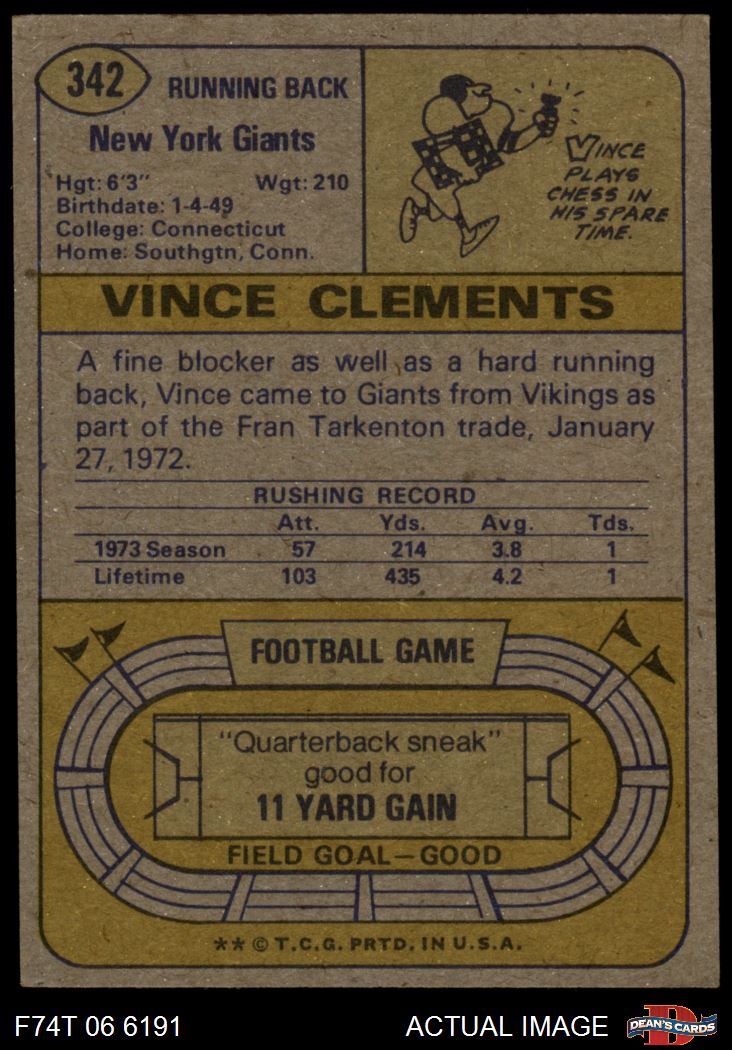 342
RUNNING BACK
New York Giants
Hgt: 6'3" Wgt: 210
Birthdate: 1-4-49
College: Connecticut
Home: Southgtn, Conn.
VINCE
PLAYS
CHESS IN
HIS SPARE
TIME.
VINCE CLEMENTS
A fine blocker as well as a hard running
back, Vince came to Giants from Vikings as
part of the Fran Tarkenton trade, January
27, 1972.
RUSHING RECORD
Att. Yds. Avg. Tds.
1973 Season 57 214 3.8 1
Lifetime 103 435 4.2 1
FOOTBALL GAME
"Quarterback sneak"
good for
11 YARD GAIN
FIELD GOAL—GOOD
** © T.C.G. PRTD. IN U.S.A.
F74T 06 6191 ACTUAL IMAGE DEAN'S CARDS